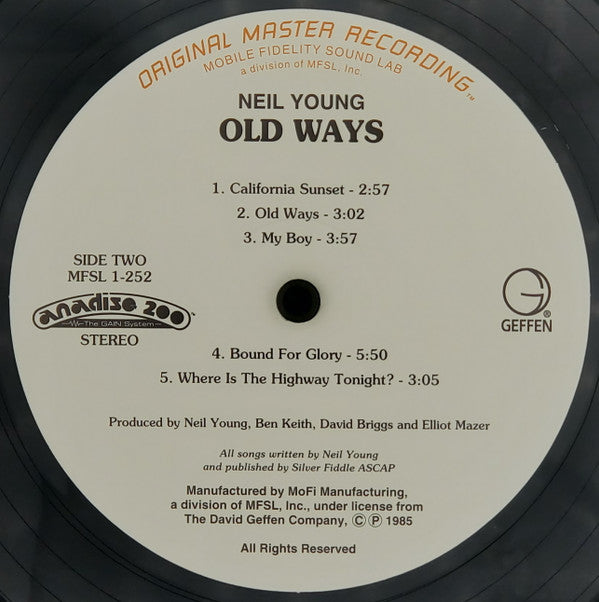 ORIGINAL MASTER RECORDING™
MOBILE FIDELITY SOUND LAB
a division of MFSL, Inc.
NEIL YOUNG
OLD WAYS
1. California Sunset - 2:57
2. Old Ways - 3:02
3. My Boy - 3:57
SIDE TWO
MFSL 1-252
anadisq 200™
The GAIN System
STEREO
G®
GEFFEN
4. Bound For Glory - 5:50
5. Where Is The Highway Tonight? - 3:05
Produced by Neil Young, Ben Keith, David Briggs and Elliot Mazer
All songs written by Neil Young
and published by Silver Fiddle ASCAP
Manufactured by MoFi Manufacturing,
a division of MFSL, Inc., under license from
The David Geffen Company, Ⓒ Ⓟ 1985
All Rights Reserved